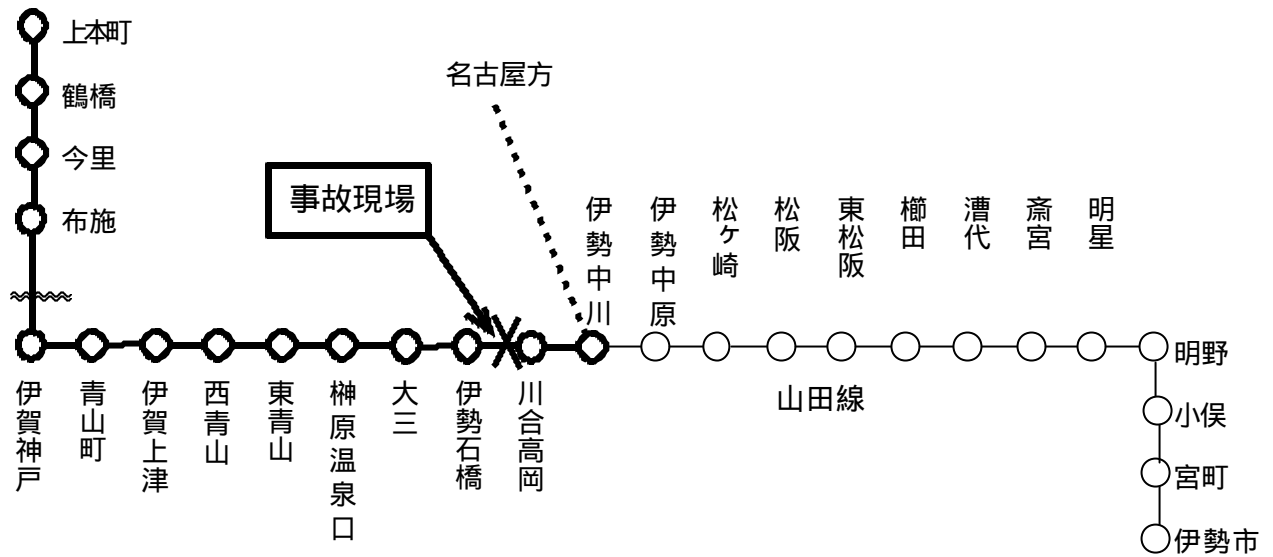 上本町
鶴橋
今里
布施
名古屋方
事故現場
伊勢中川
伊勢中原
松ヶ崎
松阪
東松阪
櫛田
漕代
斎宮
明星
伊賀神戸
青山町
伊賀上津
西青山
東青山
榊原温泉口
大三
伊勢石橋
川合高岡
山田線
明野
小俣
宮町
伊勢市